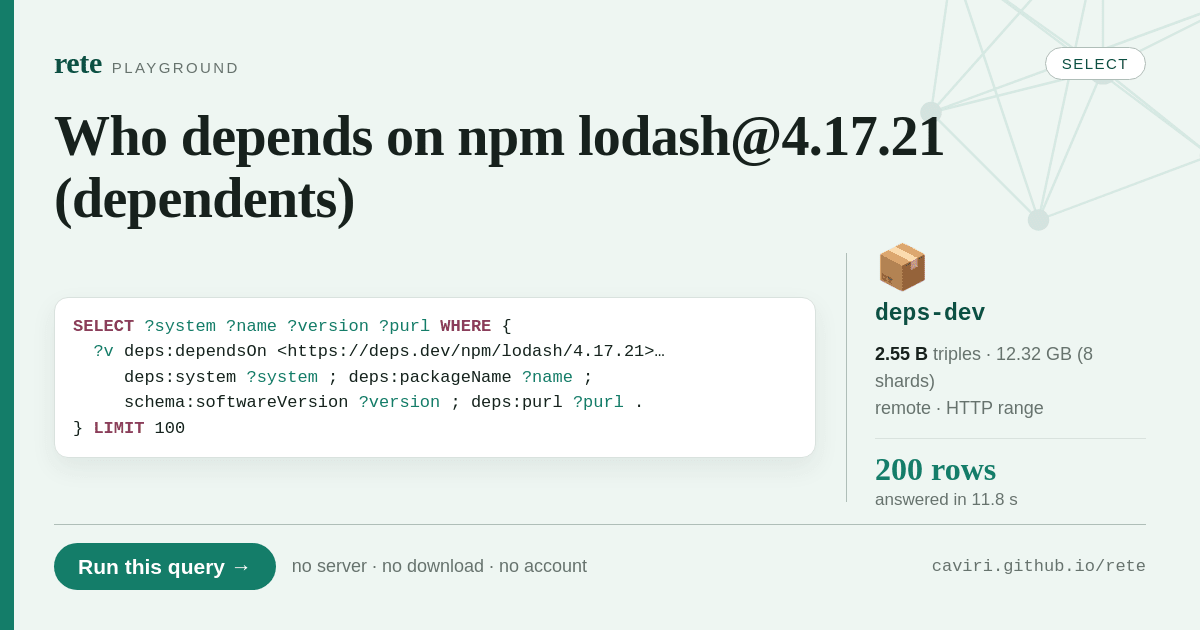 rete PLAYGROUND
SELECT
Who depends on npm lodash@4.17.21
(dependents)
SELECT ?system ?name ?version ?purl WHERE {
  ?v deps:dependsOn <https://deps.dev/npm/lodash/4.17.21>…
     deps:system ?system ; deps:packageName ?name ;
     schema:softwareVersion ?version ; deps:purl ?purl .
} LIMIT 100
deps-dev
2.55 B triples · 12.32 GB (8
shards)
remote · HTTP range
200 rows
answered in 11.8 s
Run this query →
no server · no download · no account
caviri.github.io/rete